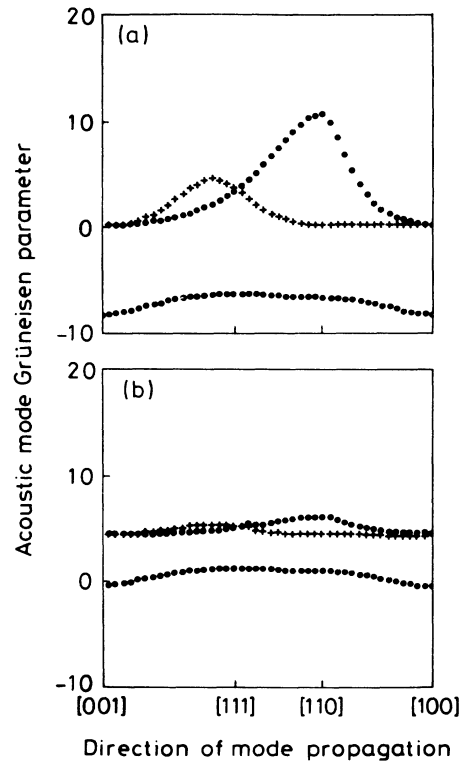 20
(a)
10
0
-10
20
(b)
10
0
-10
[001] [111] [110] [100]
Direction of mode propagation
Acoustic mode Grüneisen parameter